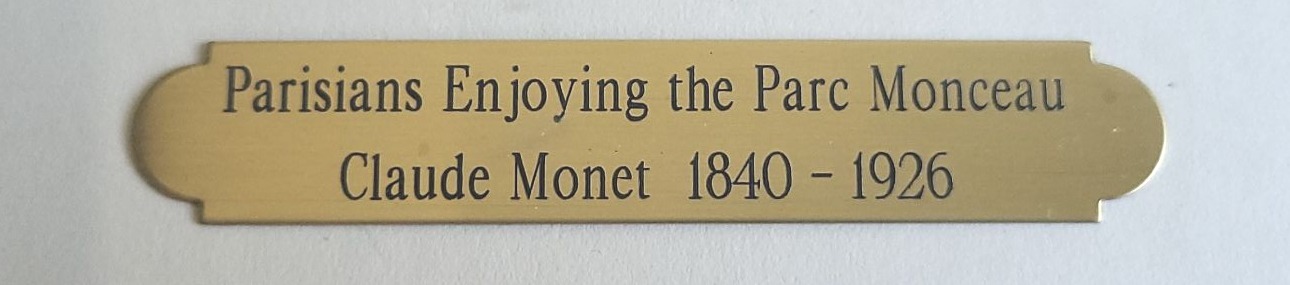 Parisians Enjoying the Parc Monceau
Claude Monet 1840 - 1926